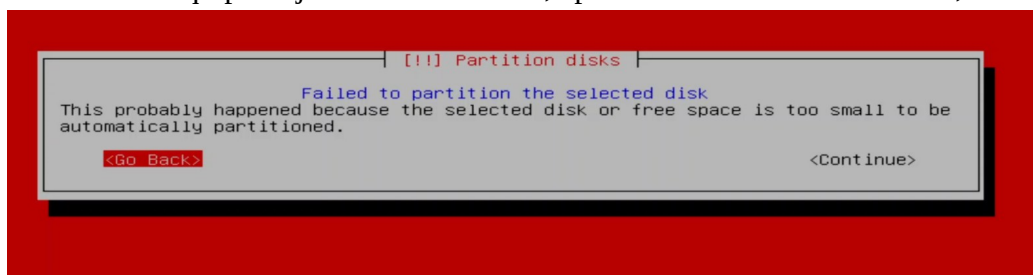 [!!] Partition disks
Failed to partition the selected disk
This probably happened because the selected disk or free space is too small to be
automatically partitioned.
<Go Back> <Continue>